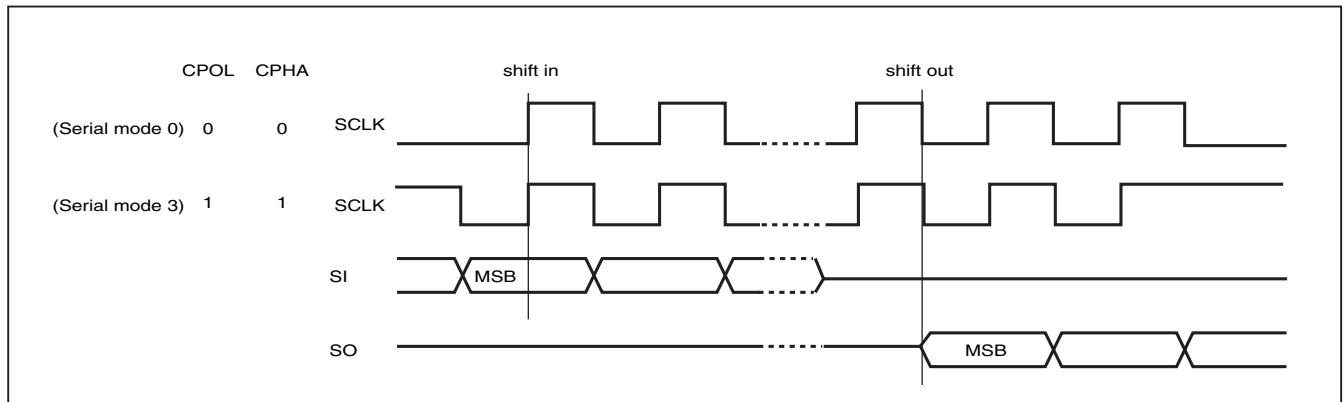 CPOL CPHA shift in shift out
(Serial mode 0) 0 0 SCLK
(Serial mode 3) 1 1 SCLK
SI MSB
SO MSB